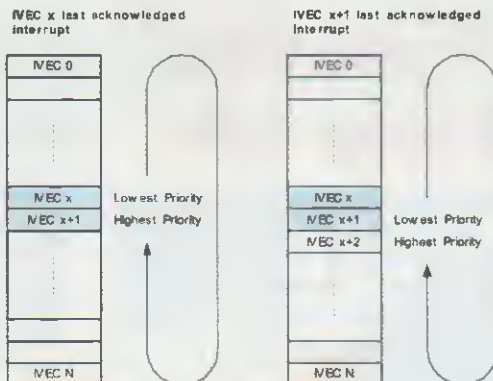 IVEC x last acknowledged
interrupt
IVEC 0
IVEC x
Lowest Priority
IVEC x+1
Highest Priority
IVEC N
IVEC x+1 last acknowledged
interrupt
IVEC 0
IVEC x
IVEC x+1
Lowest Priority
IVEC x+2
Highest Priority
IVEC N